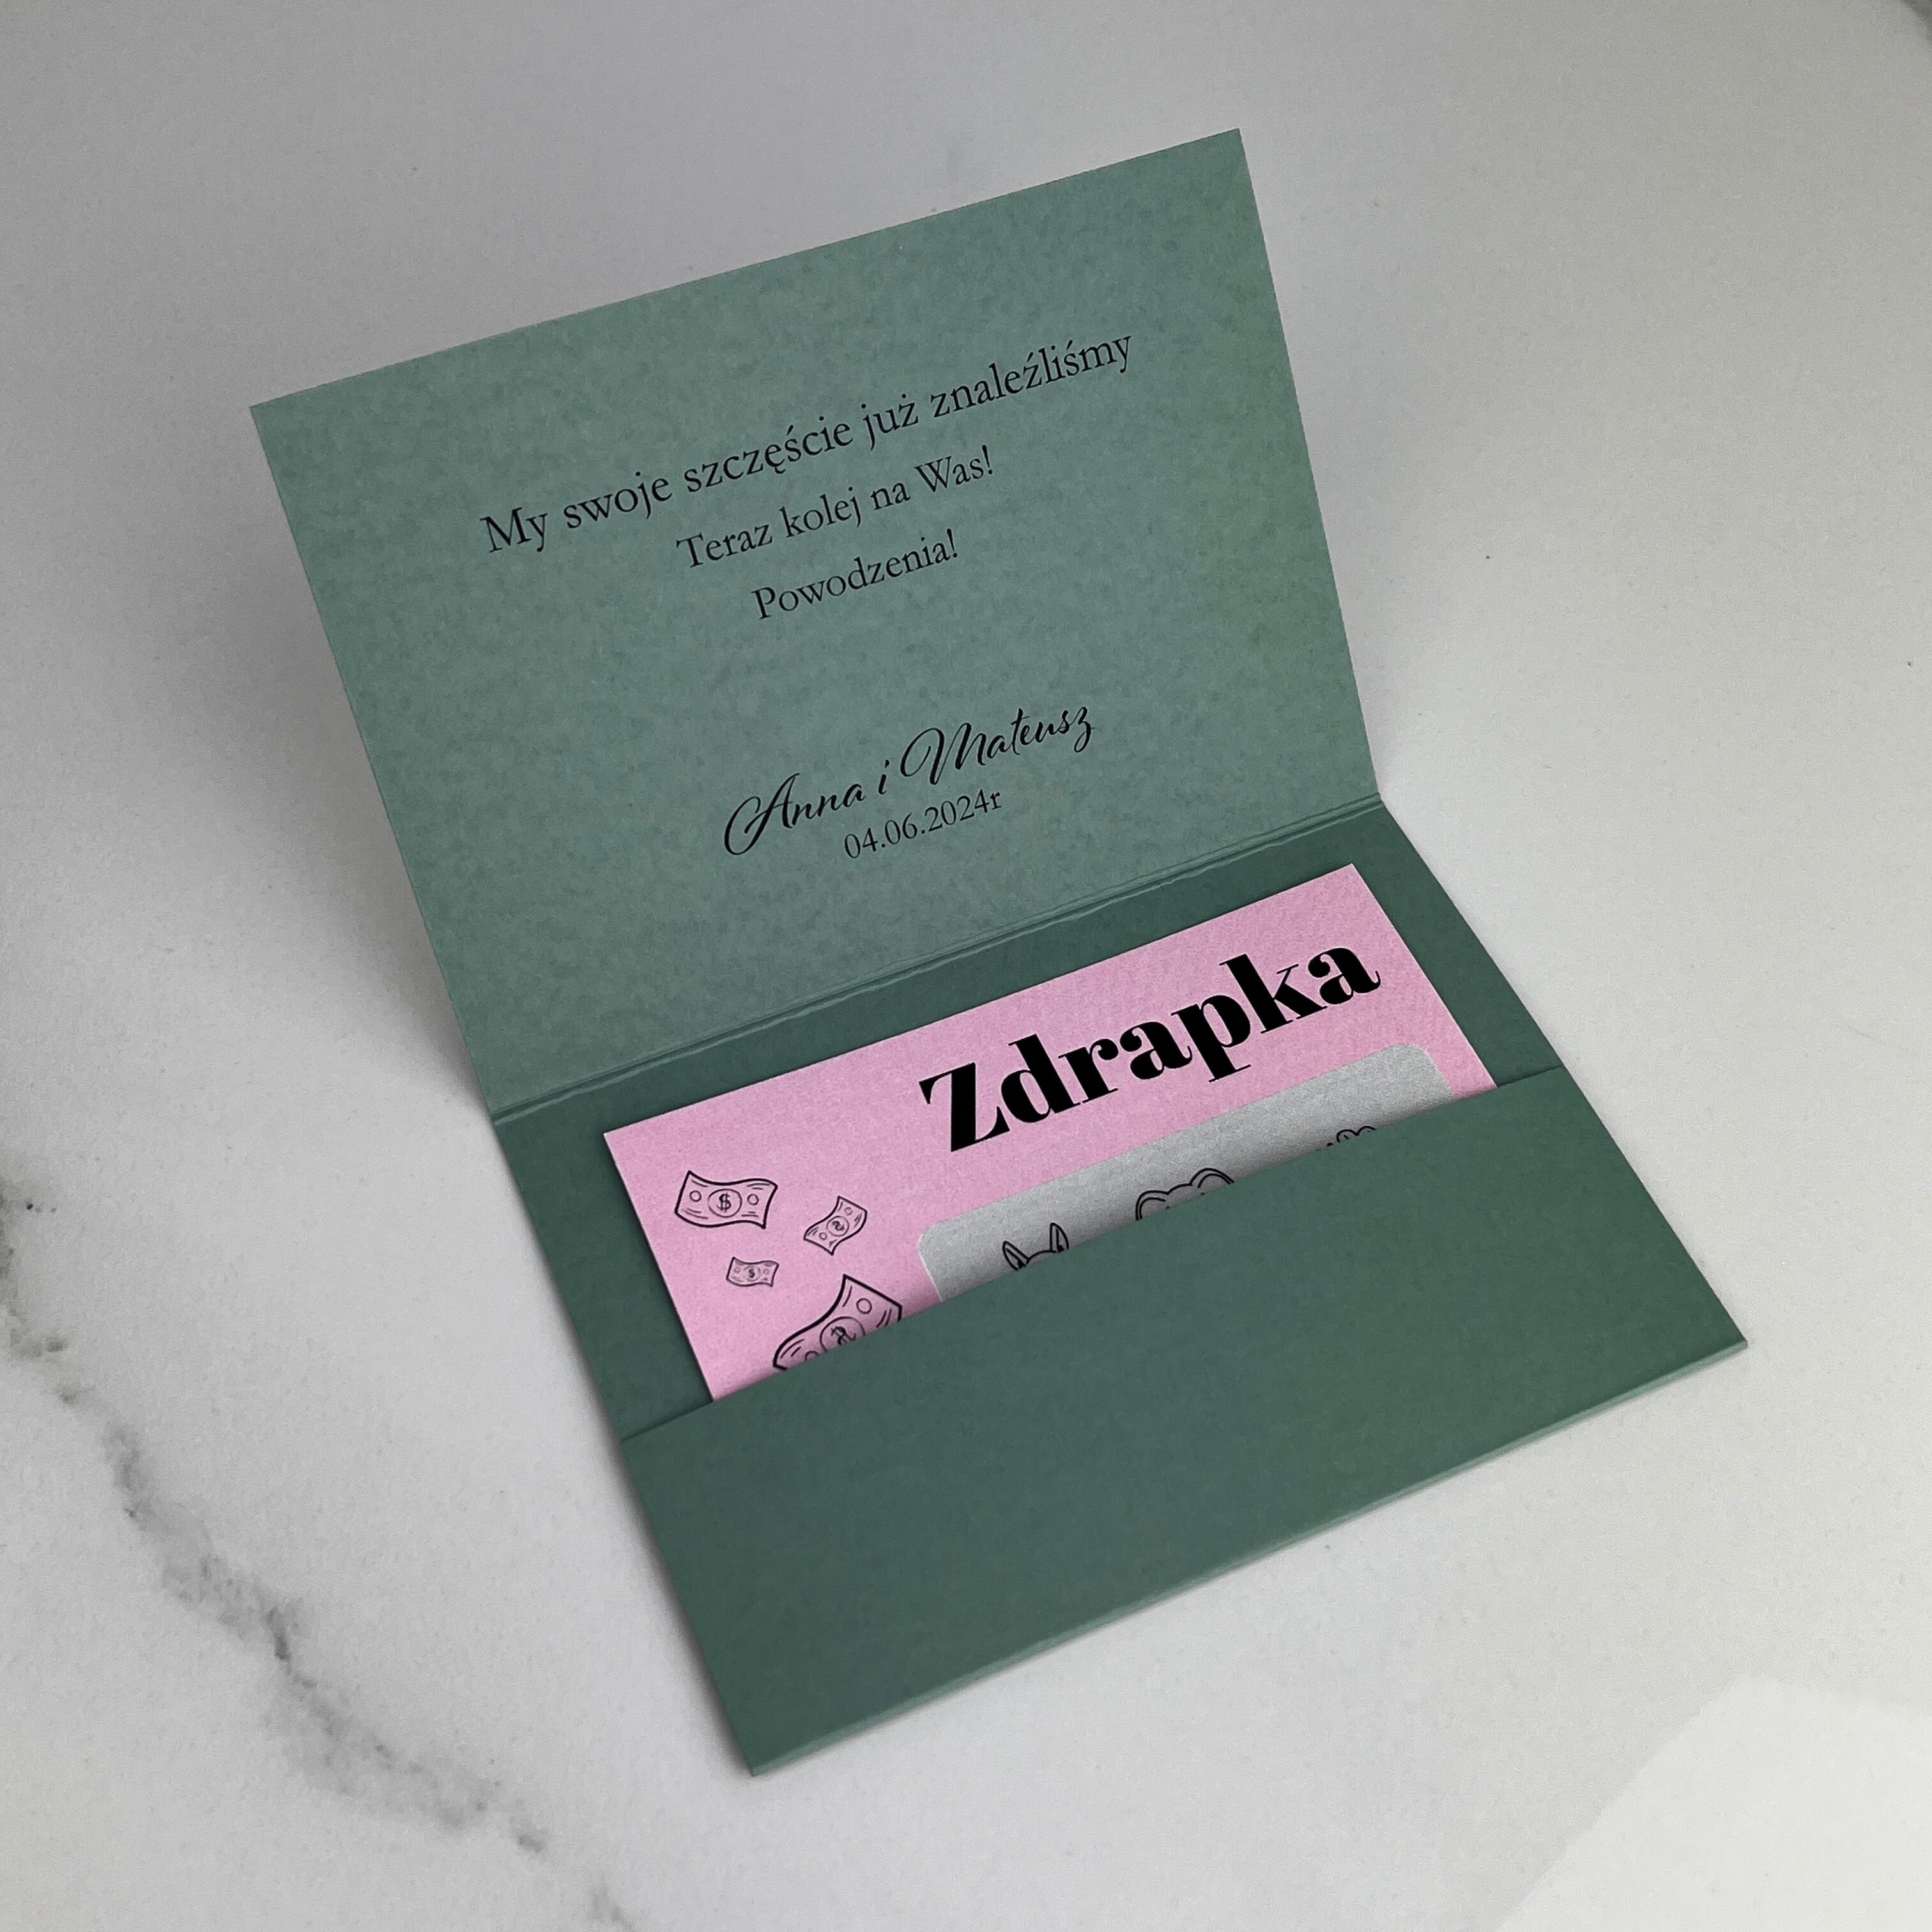 My swoje szczęście już znaleźliśmy
Teraz kolej na Was!
Powodzenia!
Anna i Mateusz
04.06.2024r
Zdrapka